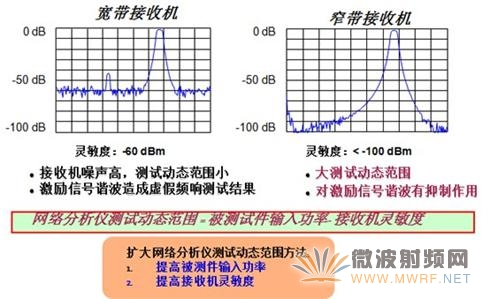 宽带接收机
0 dB
-50 dB
-100 dB
灵敏度：-60 dBm
• 接收机噪声高，测试动态范围小
• 激励信号谐波造成虚假频响测试结果
窄带接收机
0 dB
-50 dB
-100 dB
灵敏度：< -100 dBm
• 大测试动态范围
• 对激励信号谐波有抑制作用
网络分析仪测试动态范围 = 被测试件输入功率-接收机灵敏度
扩大网络分析仪测试动态范围方法
1. 提高被测件输入功率
2. 提高接收机灵敏度
微波射频网
WWW.MWRF.NET